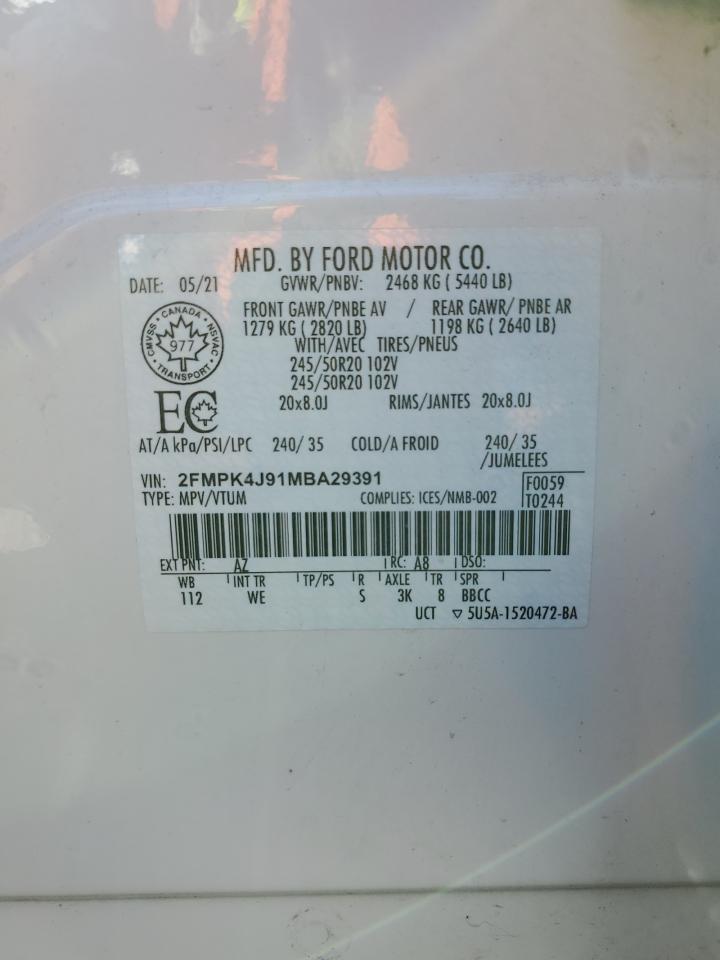 MFD. BY FORD MOTOR CO.
DATE: 05/21 GVWR/PNBV: 2468 KG ( 5440 LB)
FRONT GAWR/PNBE AV / REAR GAWR/ PNBE AR
1279 KG ( 2820 LB) 1198 KG ( 2640 LB)
WITH/AVEC TIRES/PNEUS
245/50R20 102V
245/50R20 102V
20x8.0J RIMS/JANTES 20x8.0J
CMVSS · CANADA · NSVAC · TRANSPORT ·
977
EC
AT/A kPa/PSI/LPC 240/ 35 COLD/A FROID 240/ 35
/JUMELEES
VIN: 2FMPK4J91MBA29391 F0059
TYPE: MPV/VTUM COMPLIES: ICES/NMB-002 T0244
EXT PNT: AZ RC: A8 DSO:
WB INT TR TP/PS R AXLE TR SPR
112 WE S 3K 8 BBCC
UCT ▽ 5U5A-1520472-BA